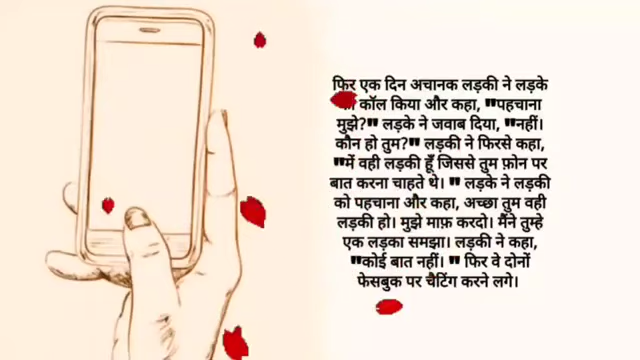 फिर एक दिन अचानक लड़की ने लड़के
कॉल किया और कहा, "पहचाना
मुझे?" लड़के ने जवाब दिया, "नहीं।
कौन हो तुम?" लड़की ने फिरसे कहा,
"में वही लड़की हूँ जिससे तुम फ़ोन पर
बात करना चाहते थे। " लड़के ने लड़की
को पहचाना और कहा, अच्छा तुम वही
लड़की हो। मुझे माफ़ करदो। मैंने तुम्हे
एक लड़का समझा। लड़की ने कहा,
"कोई बात नहीं। " फिर वे दोनों
फेसबुक पर चैटिंग करने लगे।